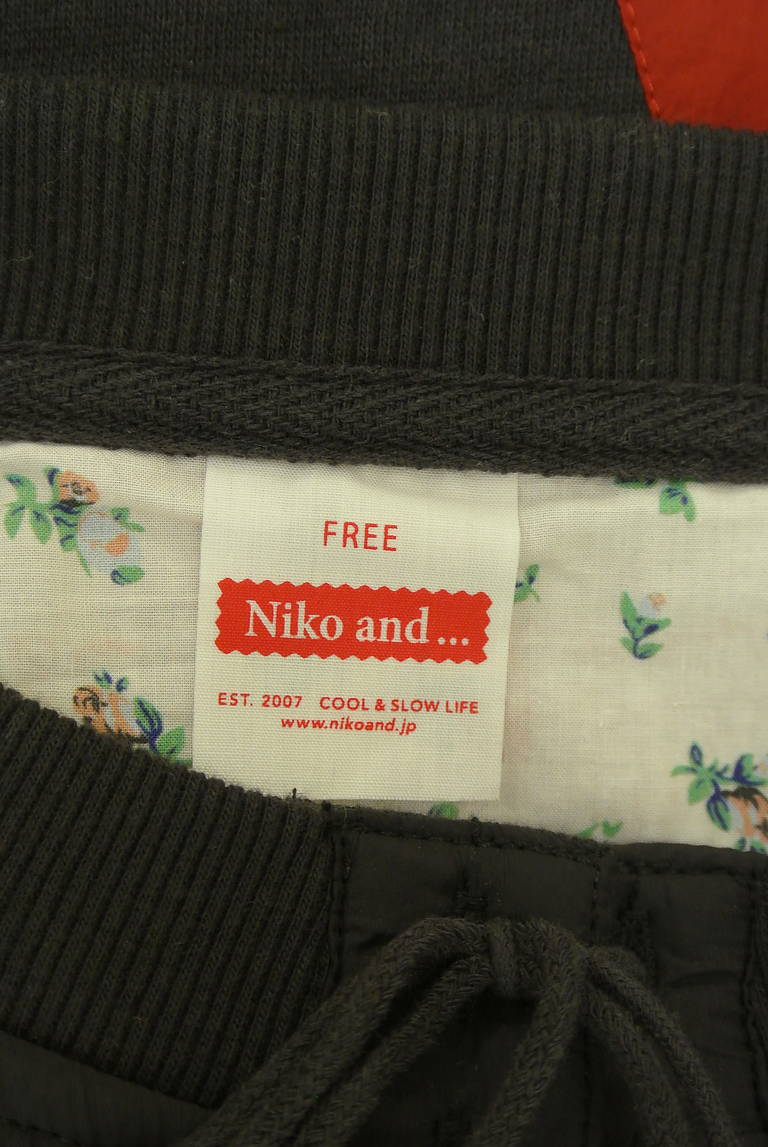 FREE
Niko and...
EST. 2007 COOL & SLOW LIFE
www.nikoand.jp